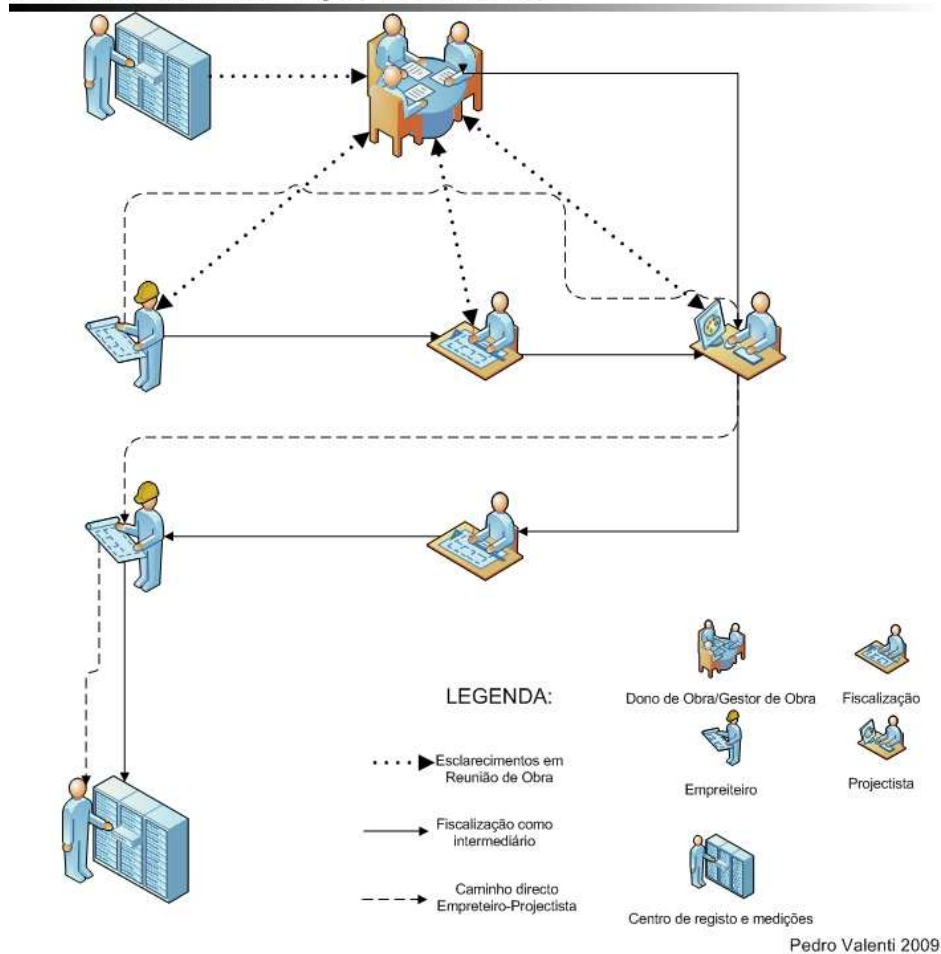 LEGENDA:
Dono de Obra/Gestor de Obra
Fiscalização
Esclarecimentos em
Reunião de Obra
Empreiteiro
Projectista
Fiscalização como
intermediário
Caminho directo
Empreteiro-Projectista
Centro de registo e medições
Pedro Valenti 2009